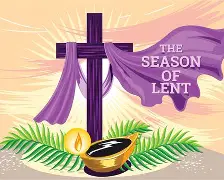 THE
SEASON
OF
LENT